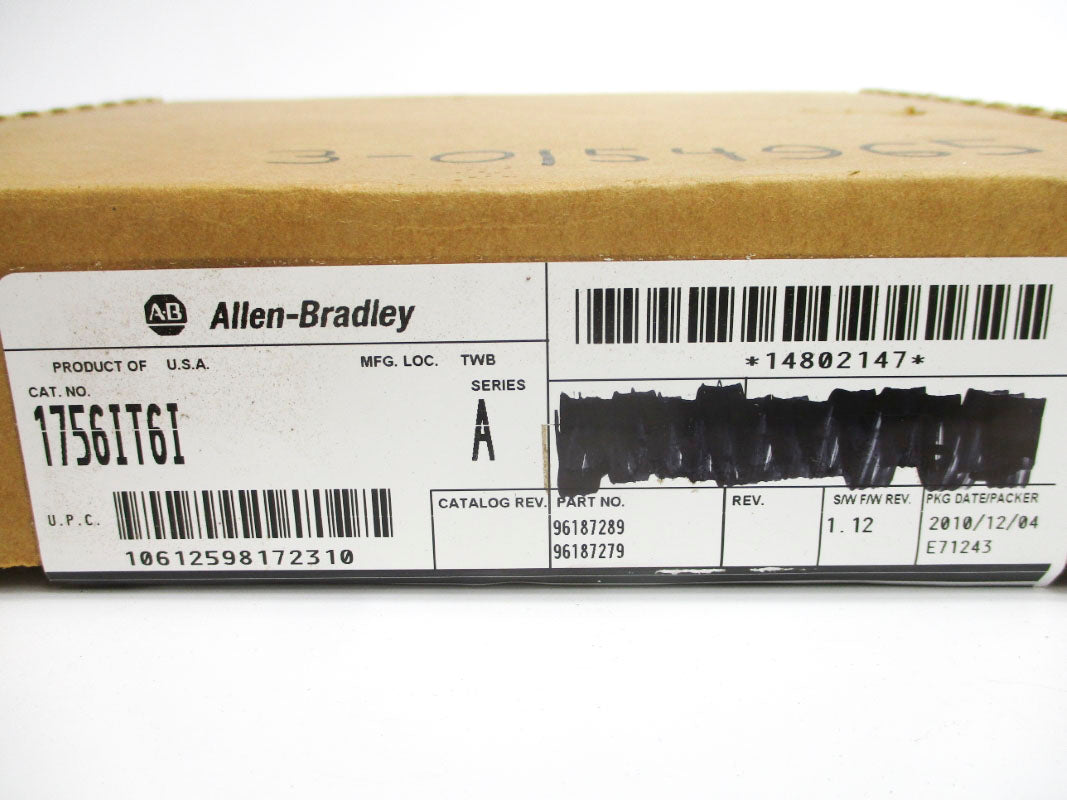 3-0154965
A-B Allen-Bradley
*14802147*
PRODUCT OF U.S.A. MFG. LOC. TWB
CAT. NO. SERIES
1756IT6I A
U.P.C.
10612598172310
CATALOG REV. PART NO. REV. S/W F/W REV. PKG DATE/PACKER
96187289 1.12 2010/12/04
96187279 E71243